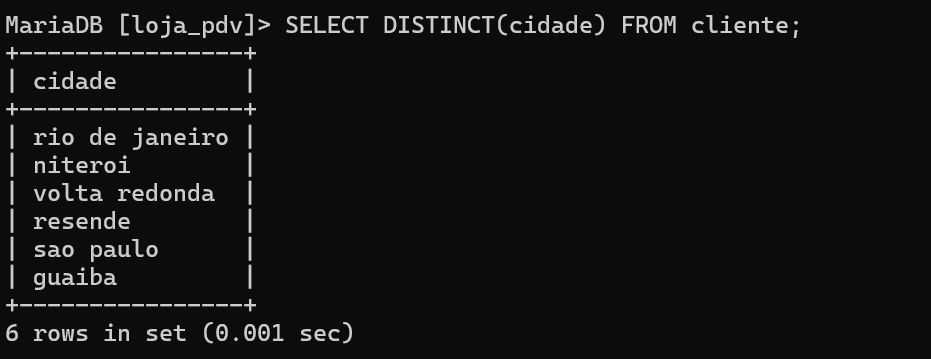 MariaDB [loja_pdv]> SELECT DISTINCT(cidade) FROM cliente;
+----------------+
| cidade         |
+----------------+
| rio de janeiro |
| niteroi        |
| volta redonda  |
| resende        |
| sao paulo      |
| guaiba         |
+----------------+
6 rows in set (0.001 sec)